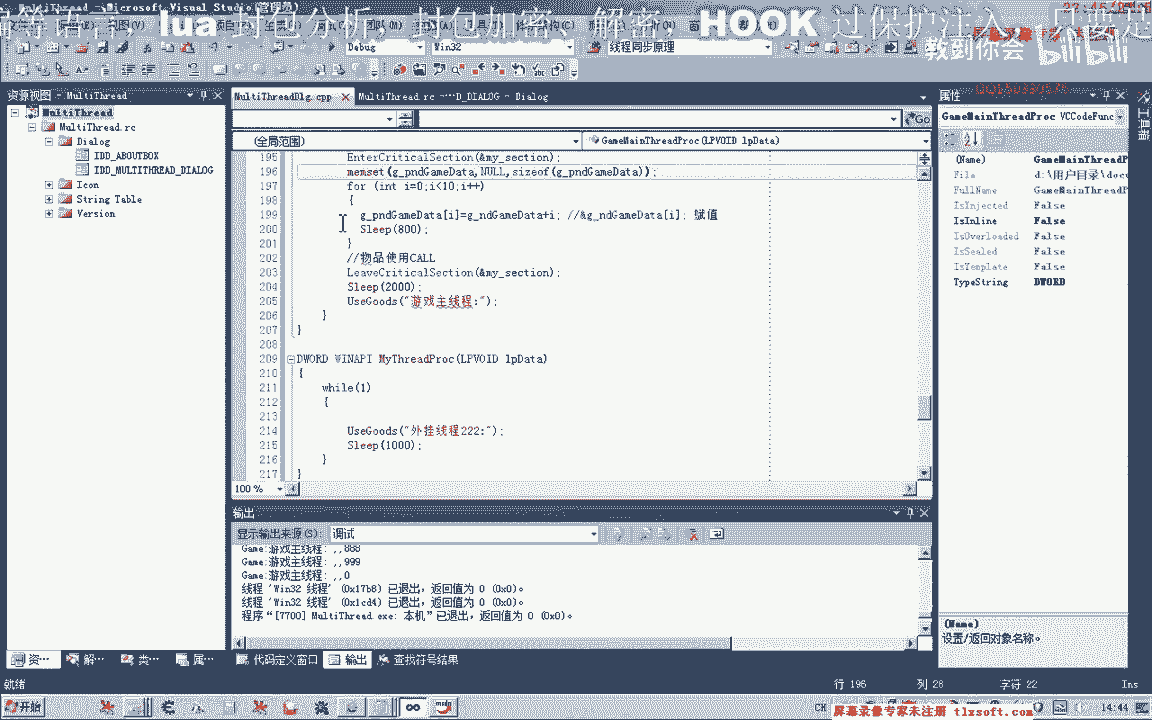 MultiThread - Microsoft Visual Studio (管理员)
等语言，lua 封包分析，封包加密、解密，HOOK 过保护注入
教到你会 bilibili
Debug Win32 线程同步原理
资源视图 - MultiThread
MultiThread
MultiThread.rc
Dialog
IDD_ABOUTBOX
IDD_MULTITHREAD_DIALOG
Icon
String Table
Version
MultiThreadDlg.cpp MultiThread.rc
Dialog
Go
(全局范围) GameMainThreadProc(LPVOID lpData)
195 EnterCriticalSection(&my_section);
196 memset(g_pndGameData,NULL,sizeof(g_pndGameData));
197 for (int i=0;i<10;i++)
198 {
199 g_pndGameData[i]=g_ndGameData+i; //&g_ndGameData[i]; 赋值
200 Sleep(800);
201 }
202 //物品使用CALL
203 LeaveCriticalSection(&my_section);
204 Sleep(2000);
205 UseGoods("游戏主线程:");
206 }
207 }
208
209 DWORD WINAPI MyThreadProc(LPVOID lpData)
210 {
211 while(1)
212 {
213
214 UseGoods("外挂线程222:");
215 Sleep(1000);
216 }
217 }
100 %
输出
显示输出来源(S): 调试
Game:游戏主线程: ,,888
Game:游戏主线程: ,,999
Game:游戏主线程: ,,0
线程 'Win32 线程' (0x17b8) 已退出，返回值为 0 (0x0)。
线程 'Win32 线程' (0x1cd4) 已退出，返回值为 0 (0x0)。
程序“[7700] MultiThread.exe: 本机”已退出，返回值为 0 (0x0)。
资… 解… 类… 属… 代码定义窗口 输出 查找符号结果
属性
GameMainThreadProc VCCodeFunc
(Name) GameMainThreadP
File d:\用户目录\docu
FullName GameMainThreadP
IsInjected False
IsInline False
IsOverloaded False
IsSealed False
IsTemplate False
TypeString DWORD
(Name)
设置/返回对象名称。
工具箱
就绪 行 196 列 28 字符 22 Ins
开始 CH 14:44
屏幕录像专家未注册 tlxsoft.com